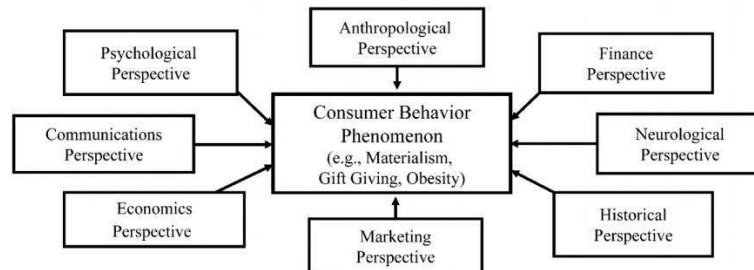 Anthropological
Perspective
Psychological
Perspective
Finance
Perspective
Consumer Behavior
Phenomenon
(e.g., Materialism,
Gift Giving, Obesity)
Communications
Perspective
Neurological
Perspective
Economics
Perspective
Historical
Perspective
Marketing
Perspective